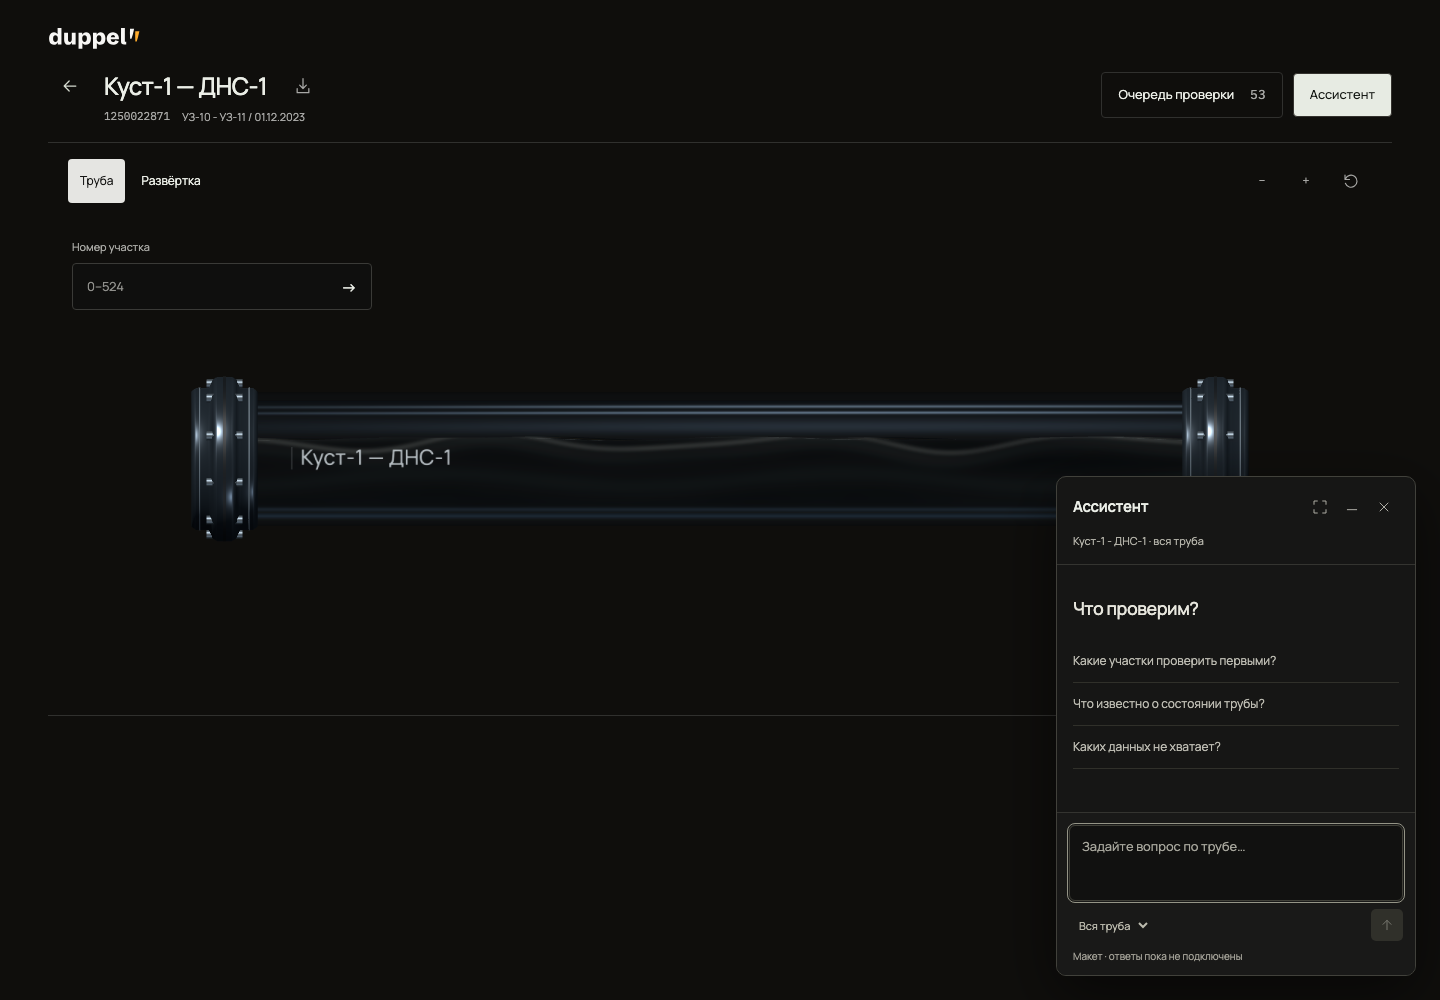 duppel
Куст-1 — ДНС-1
1250022871 УЗ-10 - УЗ-11 / 01.12.2023
Очередь проверки 53
Ассистент
Труба
Развёртка
− +
Номер участка
0–524
Куст-1 — ДНС-1
Ассистент
Куст-1 - ДНС-1 · вся труба
Что проверим?
Какие участки проверить первыми?
Что известно о состоянии трубы?
Каких данных не хватает?
Задайте вопрос по трубе…
Вся труба
Макет · ответы пока не подключены